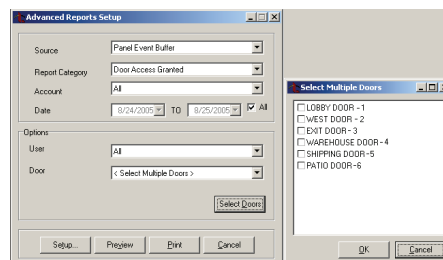 Advanced Reports Setup
Source
Panel Event Buffer
Report Category
Door Access Granted
Account
All
Date
8/24/2005
TO
8/25/2005
All
Options
User
All
Door
< Select Multiple Doors >
Select Doors
Setup...
Preview
Print
Cancel
Select Multiple Doors
LOBBY DOOR - 1
WEST DOOR - 2
EXIT DOOR - 3
WAREHOUSE DOOR - 4
SHIPPING DOOR-5
PATIO DOOR-6
OK
Cancel